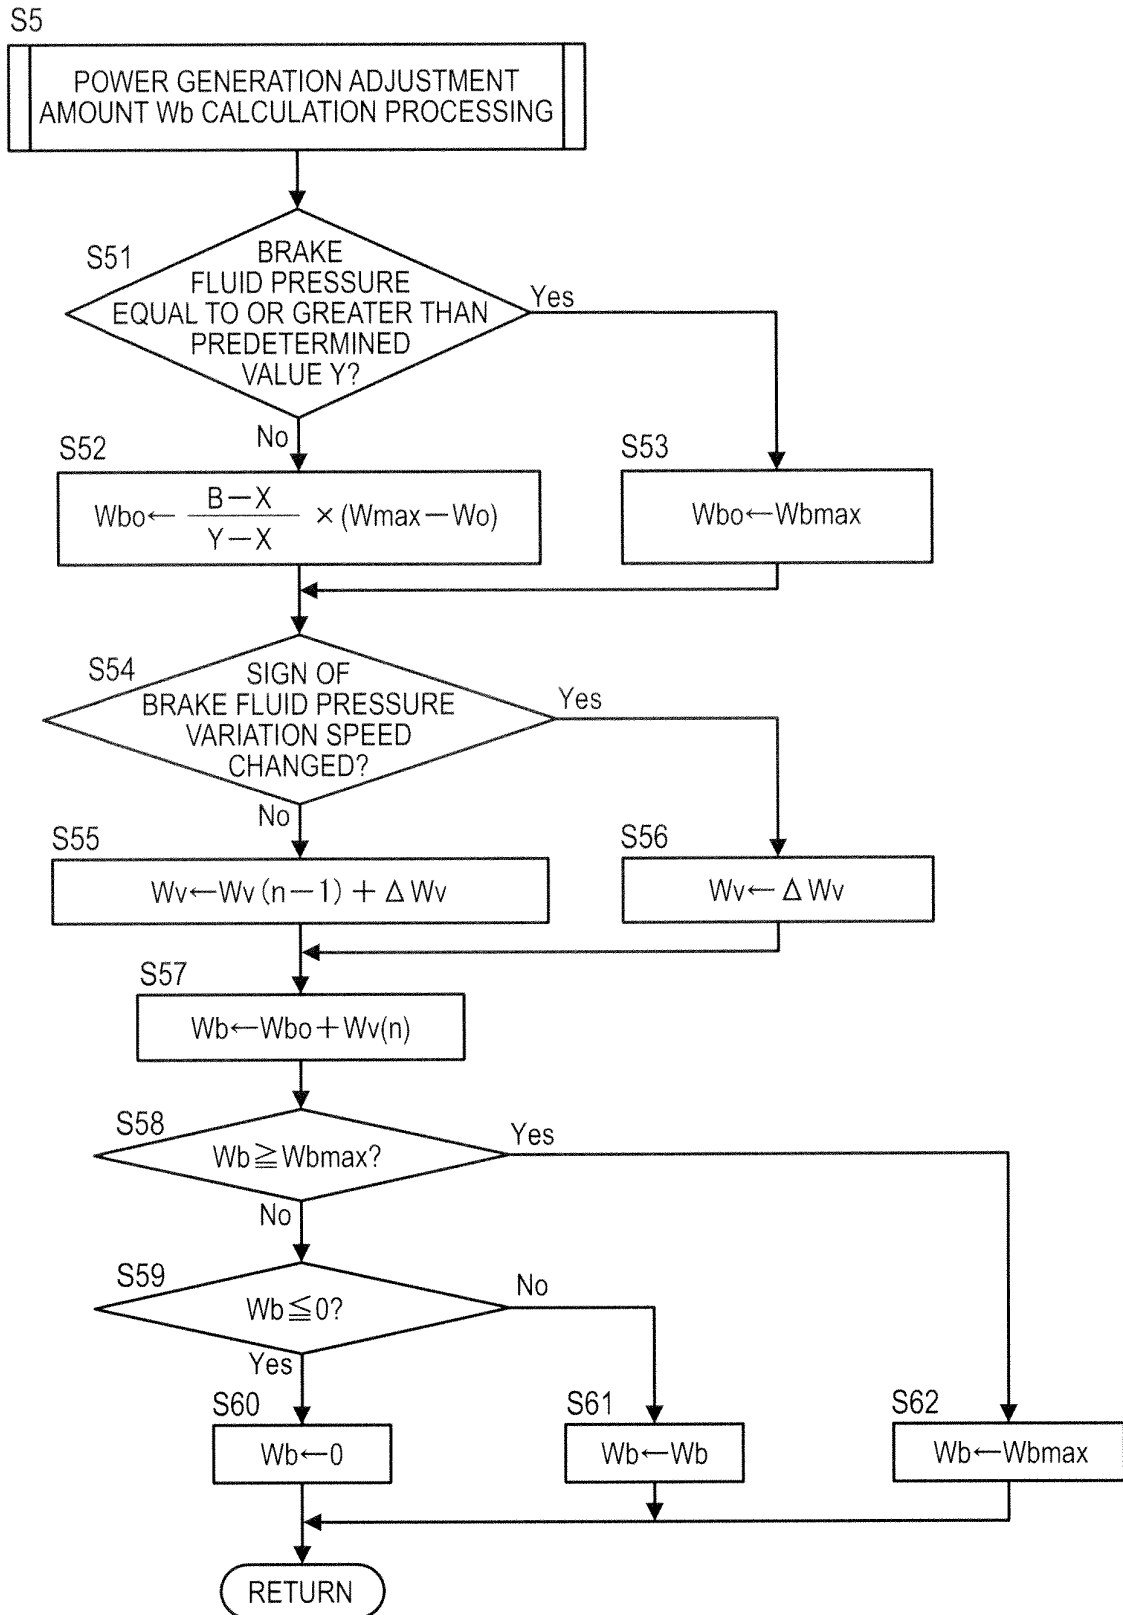 S5
POWER GENERATION ADJUSTMENT
AMOUNT Wb CALCULATION PROCESSING
S51
BRAKE
FLUID PRESSURE
EQUAL TO OR GREATER THAN
PREDETERMINED
VALUE Y?
Yes
No
S52
Wbo←(B−X)/(Y−X)×(Wmax−Wo)
S53
Wbo←Wbmax
S54
SIGN OF
BRAKE FLUID PRESSURE
VARIATION SPEED
CHANGED?
Yes
No
S55
Wv←Wv(n−1)+ΔWv
S56
Wv←ΔWv
S57
Wb←Wbo+Wv(n)
S58
Wb≧Wbmax?
Yes
No
S59
Wb≦0?
No
Yes
S60
Wb←0
S61
Wb←Wb
S62
Wb←Wbmax
RETURN